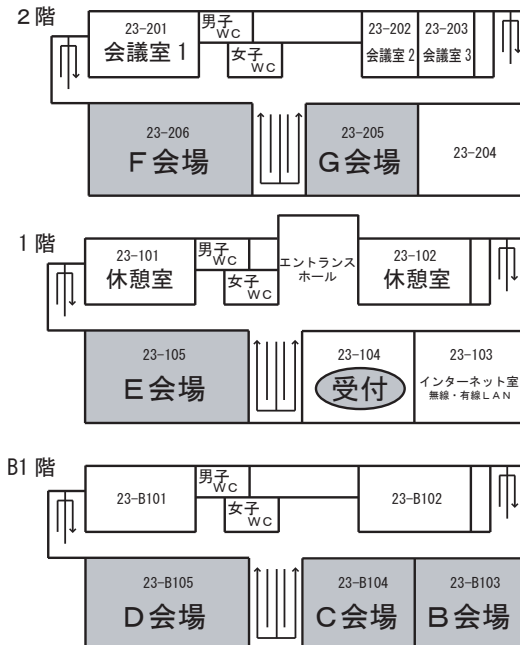 2階
23-201
会議室1
男子
WC
女子
WC
23-202
会議室2
23-203
会議室3
23-206
F会場
23-205
G会場
23-204
1階
23-101
休憩室
男子
WC
女子
WC
エントランス
ホール
23-102
休憩室
23-105
E会場
23-104
受付
23-103
インターネット室
無線・有線LAN
B1階
23-B101
男子
WC
女子
WC
23-B102
23-B105
D会場
23-B104
C会場
23-B103
B会場